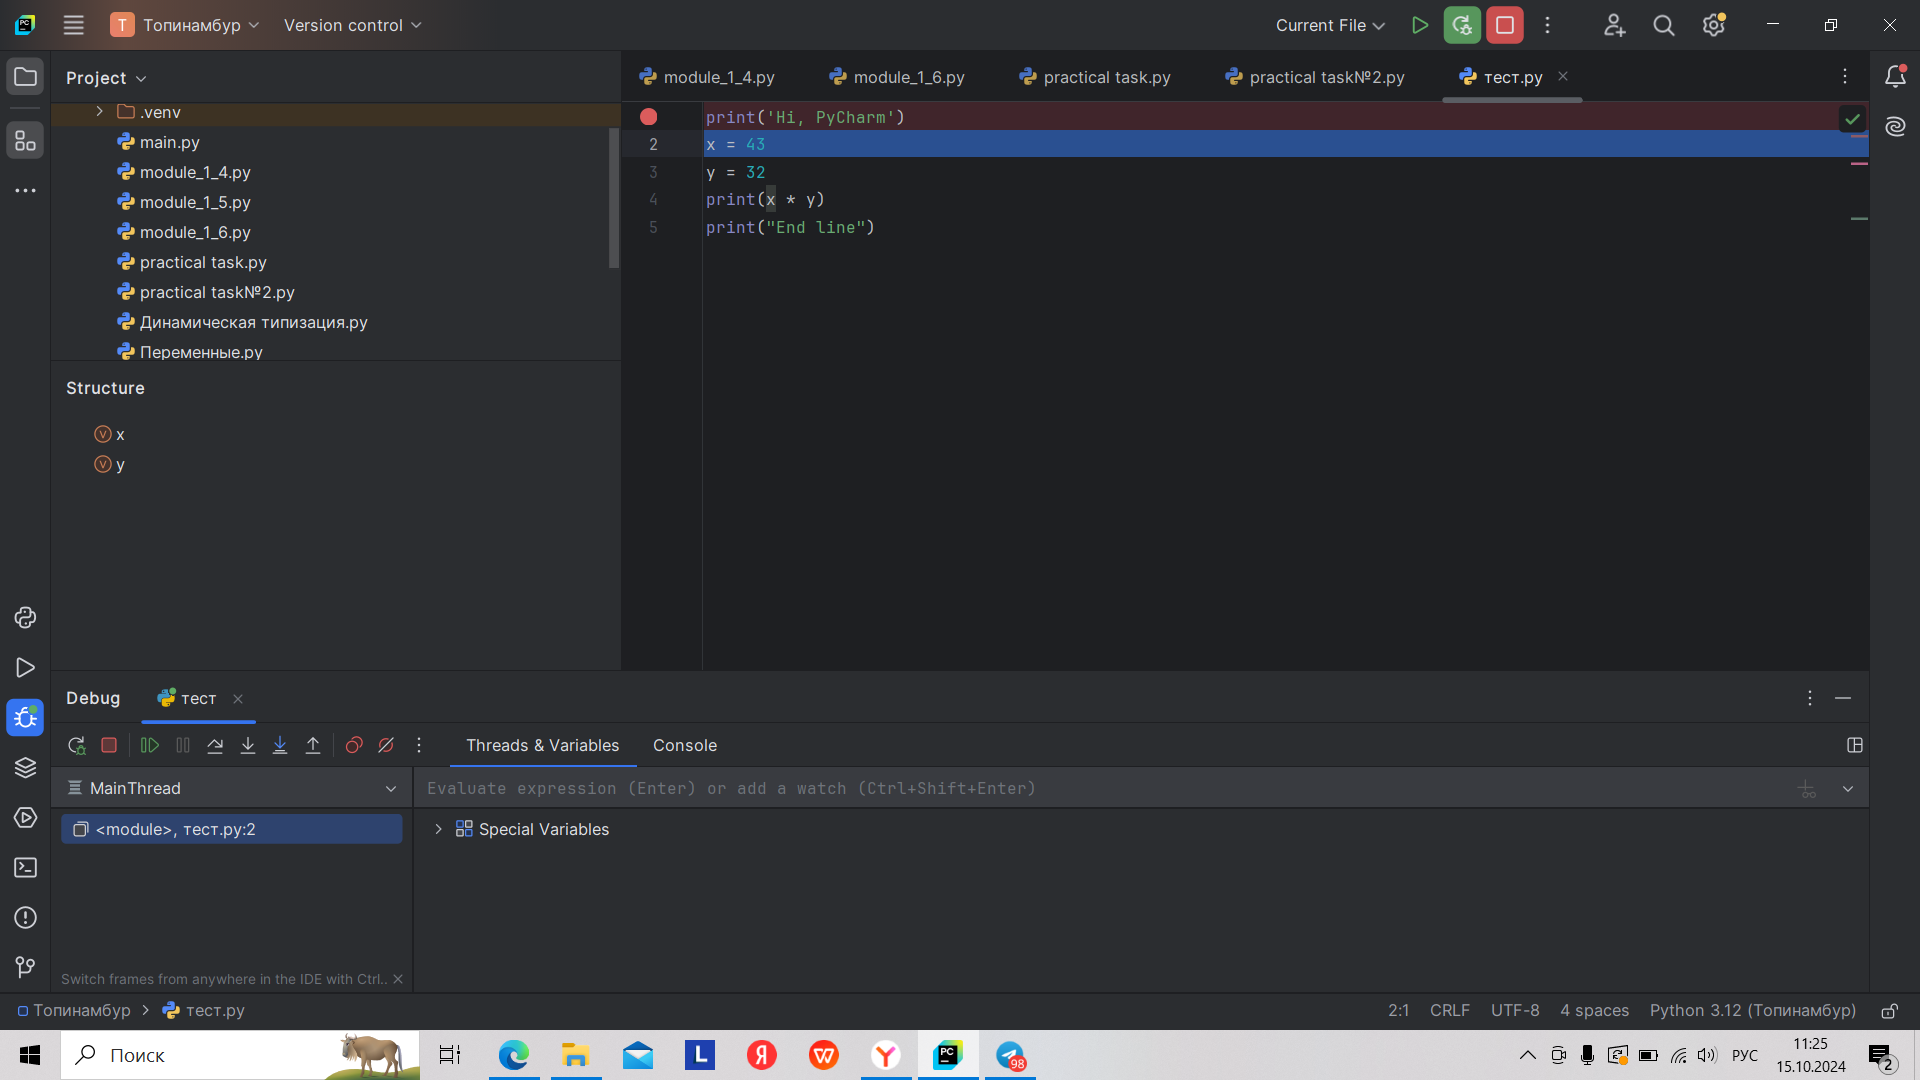 T Топинамбур Version control Current File
Project
.venv
main.py
module_1_4.py
module_1_5.py
module_1_6.py
practical task.py
practical task№2.py
Динамическая типизация.py
Переменные.py
Structure
x
y
module_1_4.py module_1_6.py practical task.py practical task№2.py тест.py
print('Hi, PyCharm')
2 x = 43
3 y = 32
4 print(x * y)
5 print("End line")
Debug тест
Threads & Variables Console
MainThread Evaluate expression (Enter) or add a watch (Ctrl+Shift+Enter)
<module>, тест.py:2 Special Variables
Switch frames from anywhere in the IDE with Ctrl..
Топинамбур > тест.py 2:1 CRLF UTF-8 4 spaces Python 3.12 (Топинамбур)
Поиск 98 РУС 11:25
15.10.2024 2